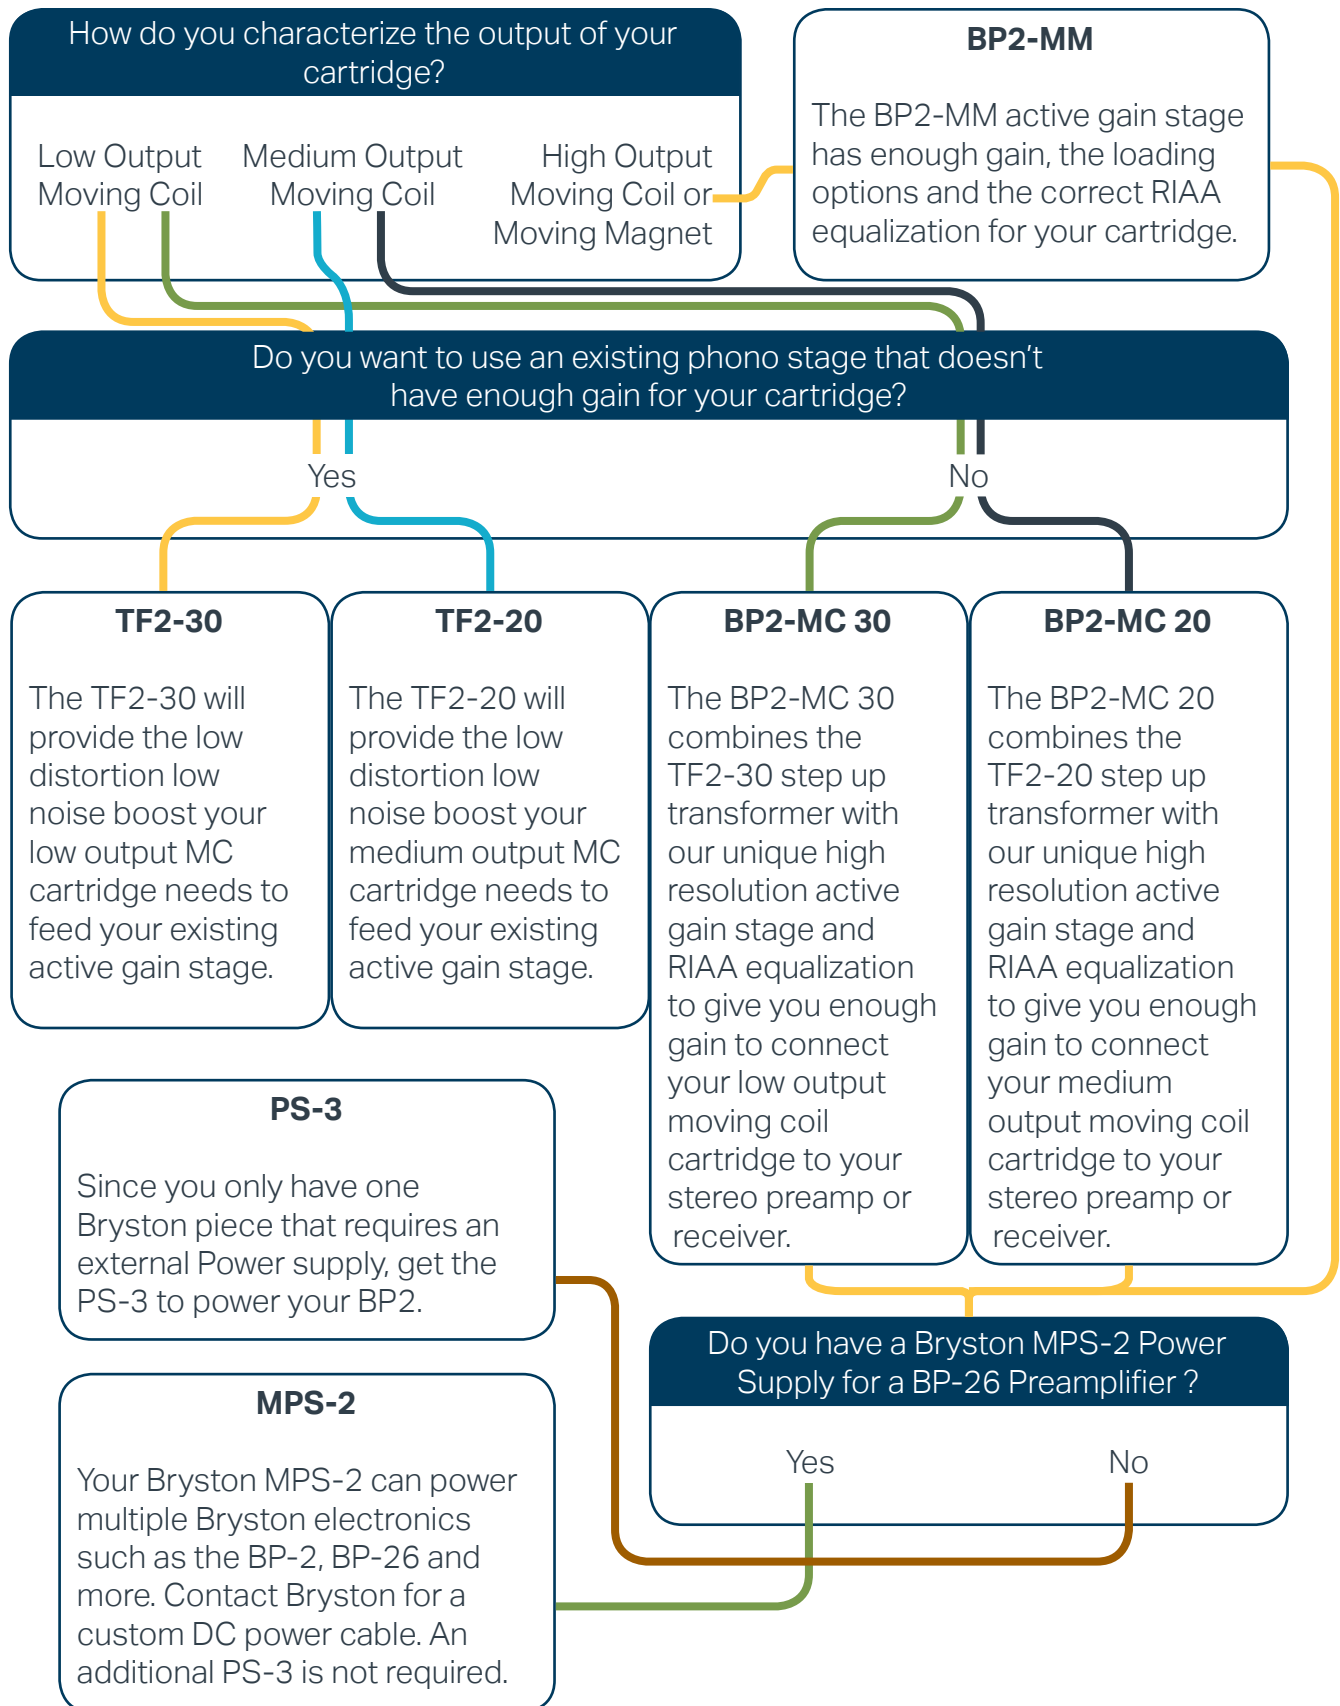 How do you characterize the output of your
cartridge?
Low Output
Moving Coil
Medium Output
Moving Coil
High Output
Moving Coil or
Moving Magnet
BP2-MM
The BP2-MM active gain stage
has enough gain, the loading
options and the correct RIAA
equalization for your cartridge.
Do you want to use an existing phono stage that doesn't
have enough gain for your cartridge?
Yes
No
TF2-30
The TF2-30 will
provide the low
distortion low
noise boost your
low output MC
cartridge needs to
feed your existing
active gain stage.
TF2-20
The TF2-20 will
provide the low
distortion low
noise boost your
medium output MC
cartridge needs to
feed your existing
active gain stage.
BP2-MC 30
The BP2-MC 30
combines the
TF2-30 step up
transformer with
our unique high
resolution active
gain stage and
RIAA equalization
to give you enough
gain to connect
your low output
moving coil
cartridge to your
stereo preamp or
receiver.
BP2-MC 20
The BP2-MC 20
combines the
TF2-20 step up
transformer with
our unique high
resolution active
gain stage and
RIAA equalization
to give you enough
gain to connect
your medium
output moving coil
cartridge to your
stereo preamp or
receiver.
PS-3
Since you only have one
Bryston piece that requires an
external Power supply, get the
PS-3 to power your BP2.
Do you have a Bryston MPS-2 Power
Supply for a BP-26 Preamplifier ?
Yes
No
MPS-2
Your Bryston MPS-2 can power
multiple Bryston electronics
such as the BP-2, BP-26 and
more. Contact Bryston for a
custom DC power cable. An
additional PS-3 is not required.